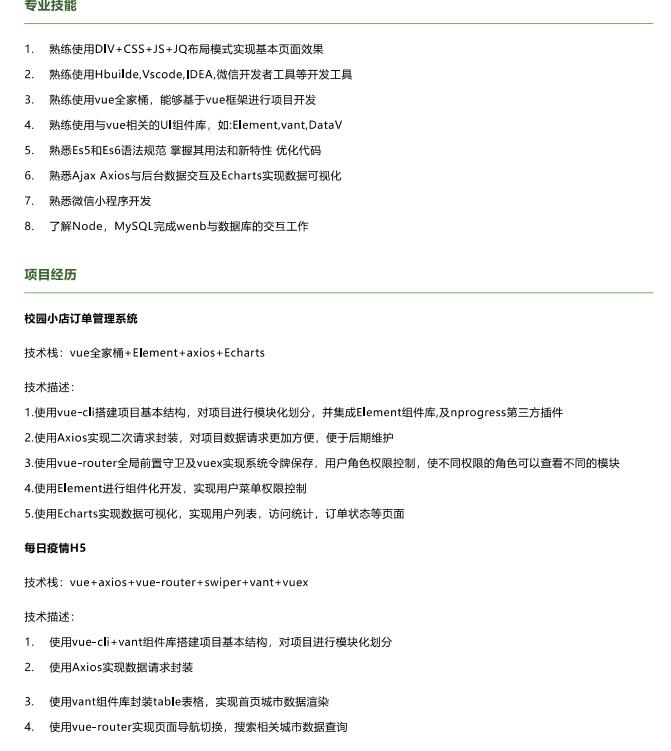 专业技能
1. 熟练使用DIV+CSS+JS+JQ布局模式实现基本页面效果
2. 熟练使用Hbuilde,Vscode,IDEA,微信开发者工具等开发工具
3. 熟练使用vue全家桶，能够基于vue框架进行项目开发
4. 熟练使用与vue相关的UI组件库，如:Element,vant,DataV
5. 熟悉Es5和Es6语法规范 掌握其用法和新特性 优化代码
6. 熟悉Ajax Axios与后台数据交互及Echarts实现数据可视化
7. 熟悉微信小程序开发
8. 了解Node，MySQL完成wenb与数据库的交互工作
项目经历
校园小店订单管理系统
技术栈：vue全家桶+Element+axios+Echarts
技术描述：
1.使用vue-cli搭建项目基本结构，对项目进行模块化划分，并集成Element组件库,及nprogress第三方插件
2.使用Axios实现二次请求封装，对项目数据请求更加方便，便于后期维护
3.使用vue-router全局前置守卫及vuex实现系统令牌保存，用户角色权限控制，使不同权限的角色可以查看不同的模块
4.使用Element进行组件化开发，实现用户菜单权限控制
5.使用Echarts实现数据可视化，实现用户列表，访问统计，订单状态等页面
每日疫情H5
技术栈：vue+axios+vue-router+swiper+vant+vuex
技术描述：
1. 使用vue-cli+vant组件库搭建项目基本结构，对项目进行模块化划分
2. 使用Axios实现数据请求封装
3. 使用vant组件库封装table表格，实现首页城市数据渲染
4. 使用vue-router实现页面导航切换，搜索相关城市数据查询